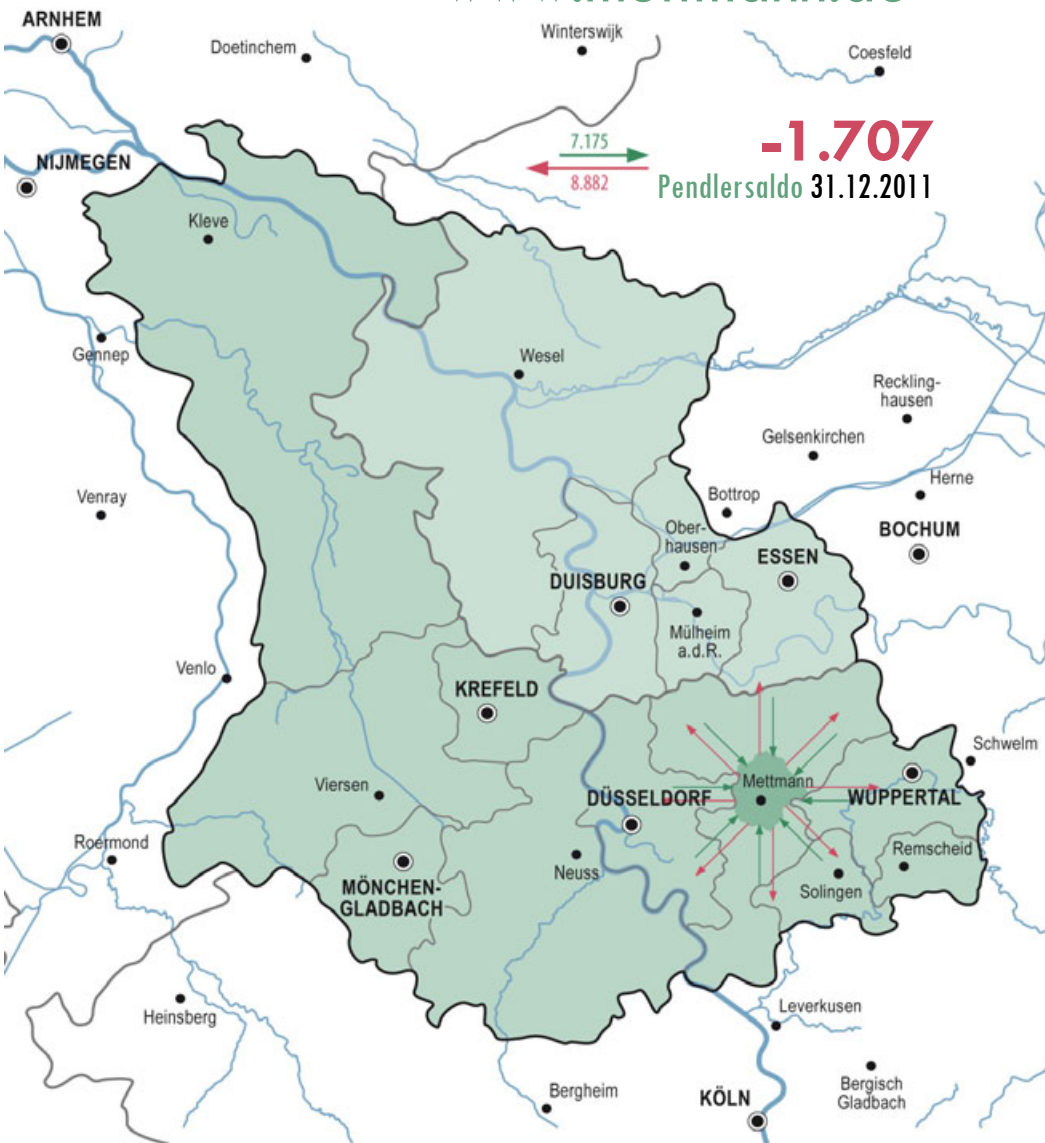 ARNHEM
Winterswijk
Doetinchem
Coesfeld
7.175
8.882
-1.707
Pendlersaldo 31.12.2011
NIJMEGEN
Kleve
Gennep
Wesel
Reckling-
hausen
Gelsenkirchen
Herne
Venray
Bottrop
BOCHUM
Ober-
hausen
ESSEN
DUISBURG
Mülheim
a.d.R.
Venlo
KREFELD
Schwelm
Mettmann
Viersen
DÜSSELDORF
WUPPERTAL
Roermond
Remscheid
Neuss
Solingen
MÖNCHEN-
GLADBACH
Heinsberg
Leverkusen
Bergheim
KÖLN
Bergisch
Gladbach